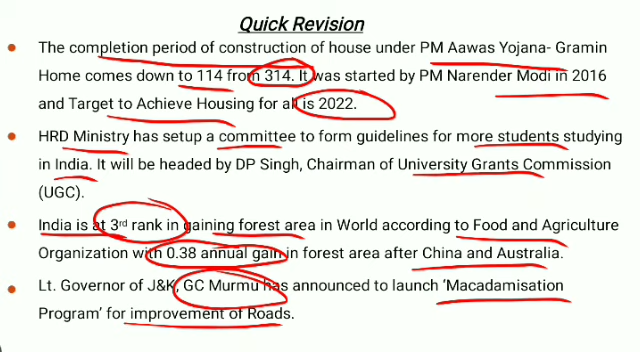 Quick Revision
The completion period of construction of house under PM Aawas Yojana- Gramin
Home comes down to 114 from 314. It was started by PM Narender Modi in 2016
and Target to Achieve Housing for all is 2022.
HRD Ministry has setup a committee to form guidelines for more students studying
in India. It will be headed by DP Singh, Chairman of University Grants Commission
(UGC).
India is at 3rd rank in gaining forest area in World according to Food and Agriculture
Organization with 0.38 annual gain in forest area after China and Australia.
Lt. Governor of J&K, GC Murmu has announced to launch ‘Macadamisation
Program’ for improvement of Roads.